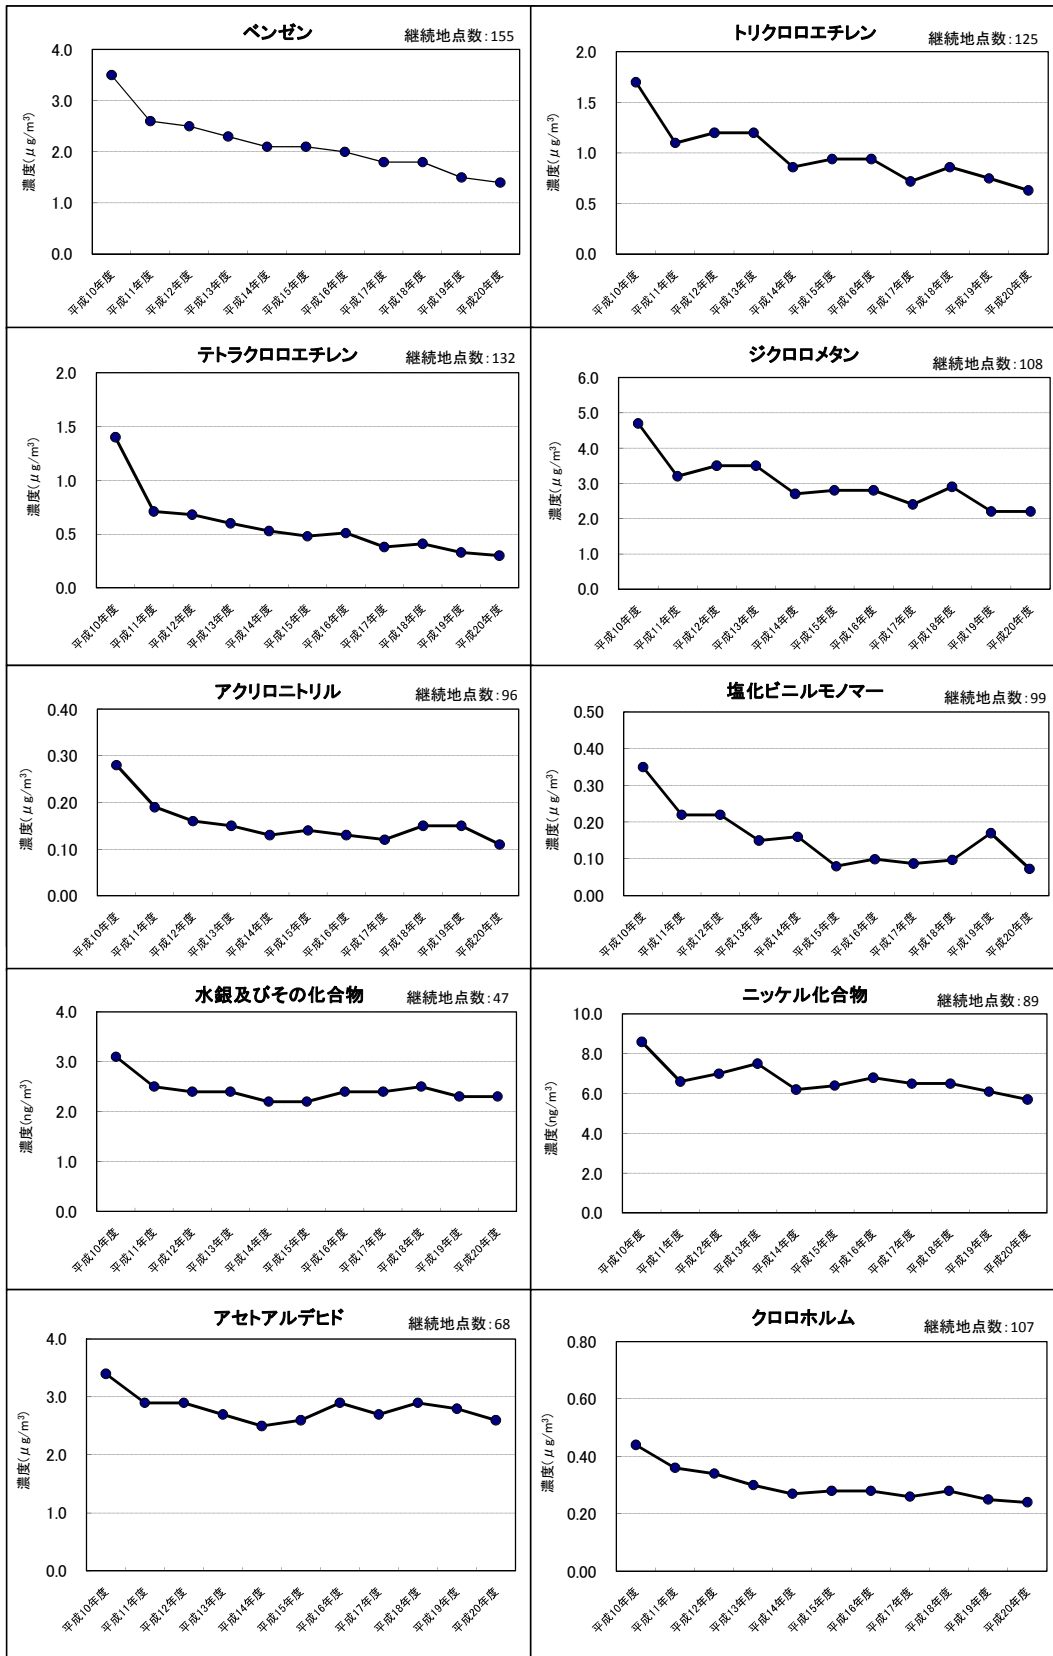 ベンゼン
継続地点数:155
濃度(μg/m³)
4.0
3.0
2.0
1.0
0.0
平成10年度
平成11年度
平成12年度
平成13年度
平成14年度
平成15年度
平成16年度
平成17年度
平成18年度
平成19年度
平成20年度
トリクロロエチレン
継続地点数:125
濃度(μg/m³)
2.0
1.5
1.0
0.5
0.0
平成10年度
平成11年度
平成12年度
平成13年度
平成14年度
平成15年度
平成16年度
平成17年度
平成18年度
平成19年度
平成20年度
テトラクロロエチレン
継続地点数:132
濃度(μg/m³)
2.0
1.5
1.0
0.5
0.0
平成10年度
平成11年度
平成12年度
平成13年度
平成14年度
平成15年度
平成16年度
平成17年度
平成18年度
平成19年度
平成20年度
ジクロロメタン
継続地点数:108
濃度(μg/m³)
6.0
5.0
4.0
3.0
2.0
1.0
0.0
平成10年度
平成11年度
平成12年度
平成13年度
平成14年度
平成15年度
平成16年度
平成17年度
平成18年度
平成19年度
平成20年度
アクリロニトリル
継続地点数:96
濃度(μg/m³)
0.40
0.30
0.20
0.10
0.00
平成10年度
平成11年度
平成12年度
平成13年度
平成14年度
平成15年度
平成16年度
平成17年度
平成18年度
平成19年度
平成20年度
塩化ビニルモノマー
継続地点数:99
濃度(μg/m³)
0.50
0.40
0.30
0.20
0.10
0.00
平成10年度
平成11年度
平成12年度
平成13年度
平成14年度
平成15年度
平成16年度
平成17年度
平成18年度
平成19年度
平成20年度
水銀及びその化合物
継続地点数:47
濃度(ng/m³)
4.0
3.0
2.0
1.0
0.0
平成10年度
平成11年度
平成12年度
平成13年度
平成14年度
平成15年度
平成16年度
平成17年度
平成18年度
平成19年度
平成20年度
ニッケル化合物
継続地点数:89
濃度(ng/m³)
10.0
8.0
6.0
4.0
2.0
0.0
平成10年度
平成11年度
平成12年度
平成13年度
平成14年度
平成15年度
平成16年度
平成17年度
平成18年度
平成19年度
平成20年度
アセトアルデヒド
継続地点数:68
濃度(μg/m³)
4.0
3.0
2.0
1.0
0.0
平成10年度
平成11年度
平成12年度
平成13年度
平成14年度
平成15年度
平成16年度
平成17年度
平成18年度
平成19年度
平成20年度
クロロホルム
継続地点数:107
濃度(μg/m³)
0.80
0.60
0.40
0.20
0.00
平成10年度
平成11年度
平成12年度
平成13年度
平成14年度
平成15年度
平成16年度
平成17年度
平成18年度
平成19年度
平成20年度